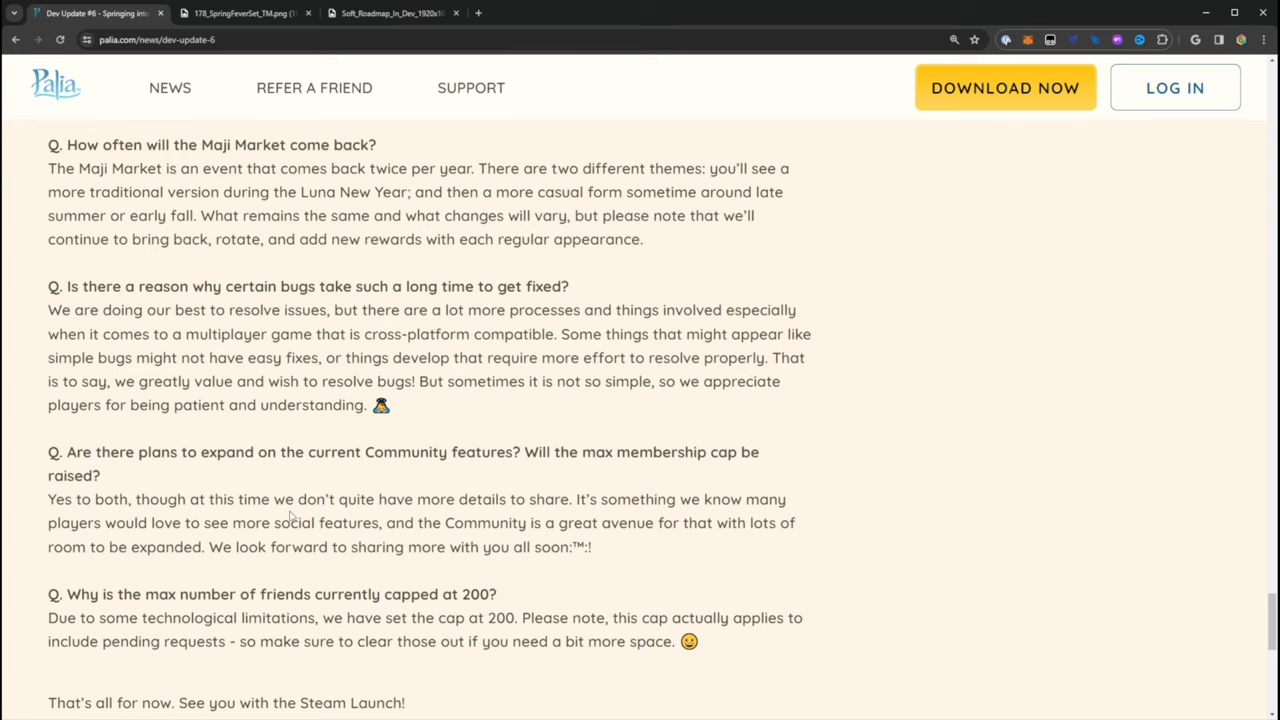 Dev Update #6 - Springing into
178_SpringFeverSet_TM.png (1
Soft_Roadmap_In_Dev_1920x10
palia.com/news/dev-update-6
Palia
NEWS
REFER A FRIEND
SUPPORT
DOWNLOAD NOW
LOG IN
Q. How often will the Maji Market come back?
The Maji Market is an event that comes back twice per year. There are two different themes: you'll see a
more traditional version during the Luna New Year; and then a more casual form sometime around late
summer or early fall. What remains the same and what changes will vary, but please note that we'll
continue to bring back, rotate, and add new rewards with each regular appearance.
Q. Is there a reason why certain bugs take such a long time to get fixed?
We are doing our best to resolve issues, but there are a lot more processes and things involved especially
when it comes to a multiplayer game that is cross-platform compatible. Some things that might appear like
simple bugs might not have easy fixes, or things develop that require more effort to resolve properly. That
is to say, we greatly value and wish to resolve bugs! But sometimes it is not so simple, so we appreciate
players for being patient and understanding. 🙇
Q. Are there plans to expand on the current Community features? Will the max membership cap be
raised?
Yes to both, though at this time we don't quite have more details to share. It's something we know many
players would love to see more social features, and the Community is a great avenue for that with lots of
room to be expanded. We look forward to sharing more with you all soon:™:!
Q. Why is the max number of friends currently capped at 200?
Due to some technological limitations, we have set the cap at 200. Please note, this cap actually applies to
include pending requests - so make sure to clear those out if you need a bit more space. 🙂
That's all for now. See you with the Steam Launch!